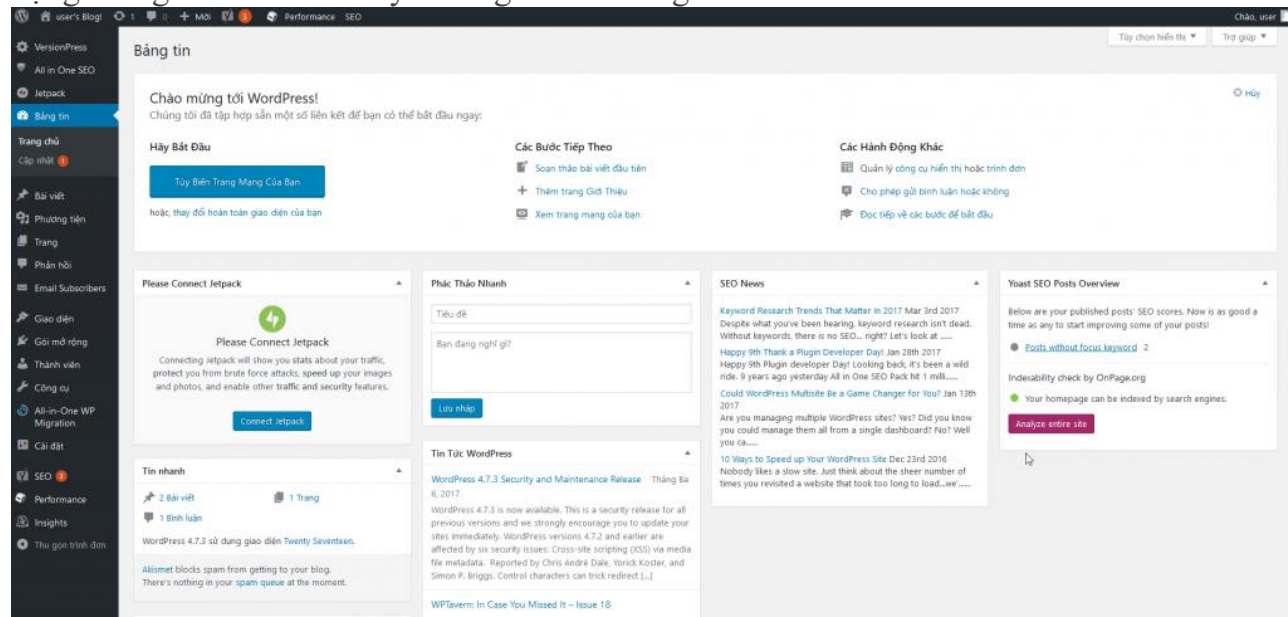 user's Blog! 1 0 + Mới 3 Performance SEO Chào, user
VersionPress
All in One SEO
Jetpack
Bảng tin
Trang chủ
Cập nhật 1
Bài viết
Phương tiện
Trang
Phản hồi
Email Subscribers
Giao diện
Gói mở rộng
Thành viên
Công cụ
All-in-One WP
Migration
Cài đặt
SEO 3
Performance
Insights
Thu gọn trình đơn
Tùy chọn hiển thị Trợ giúp
Bảng tin
Chào mừng tới WordPress!
Hủy
Chúng tôi đã tập hợp sẵn một số liên kết để bạn có thể bắt đầu ngay:
Hãy Bắt Đầu
Tùy Biến Trang Mạng Của Bạn
hoặc, thay đổi hoàn toàn giao diện của bạn
Các Bước Tiếp Theo
Soạn thảo bài viết đầu tiên
Thêm trang Giới Thiệu
Xem trang mạng của bạn
Các Hành Động Khác
Quản lý công cụ hiển thị hoặc trình đơn
Cho phép gửi bình luận hoặc không
Đọc tiếp về các bước để bắt đầu
Please Connect Jetpack
Please Connect Jetpack
Connecting Jetpack will show you stats about your traffic,
protect you from brute force attacks, speed up your images
and photos, and enable other traffic and security features.
Connect Jetpack
Tin nhanh
2 Bài viết 1 Trang
1 Bình luận
WordPress 4.7.3 sử dụng giao diện Twenty Seventeen.
Akismet blocks spam from getting to your blog.
There's nothing in your spam queue at the moment.
Phác Thảo Nhanh
Tiêu đề
Bạn đang nghĩ gì?
Lưu nháp
Tin Tức WordPress
WordPress 4.7.3 Security and Maintenance Release Tháng Ba
6, 2017
WordPress 4.7.3 is now available. This is a security release for all
previous versions and we strongly encourage you to update your
sites immediately. WordPress versions 4.7.2 and earlier are
affected by six security issues: Cross-site scripting (XSS) via media
file metadata. Reported by Chris André Dale, Yorick Koster, and
Simon P. Briggs. Control characters can trick redirect [...]
WPTavern: In Case You Missed It – Issue 18
SEO News
Keyword Research Trends That Matter in 2017 Mar 3rd 2017
Despite what you've been hearing, keyword research isn't dead.
Without keywords, there is no SEO... right? Let's look at ......
Happy 9th Thank a Plugin Developer Day! Jan 28th 2017
Happy 9th Plugin developer Day! Looking back, it's been a wild
ride. 9 years ago yesterday All in One SEO Pack hit 1 milli......
Could WordPress Multisite Be a Game Changer for You? Jan 13th
2017
Are you managing multiple WordPress sites? Yes? Did you know
you could manage them all from a single dashboard? No? Well
you ca......
10 Ways to Speed up Your WordPress Site Dec 23rd 2016
Nobody likes a slow site. Just think about the sheer number of
times you revisited a website that took too long to load...we'......
Yoast SEO Posts Overview
Below are your published posts' SEO scores. Now is as good a
time as any to start improving some of your posts!
Posts without focus keyword 2
Indexability check by OnPage.org
Your homepage can be indexed by search engines.
Analyze entire site